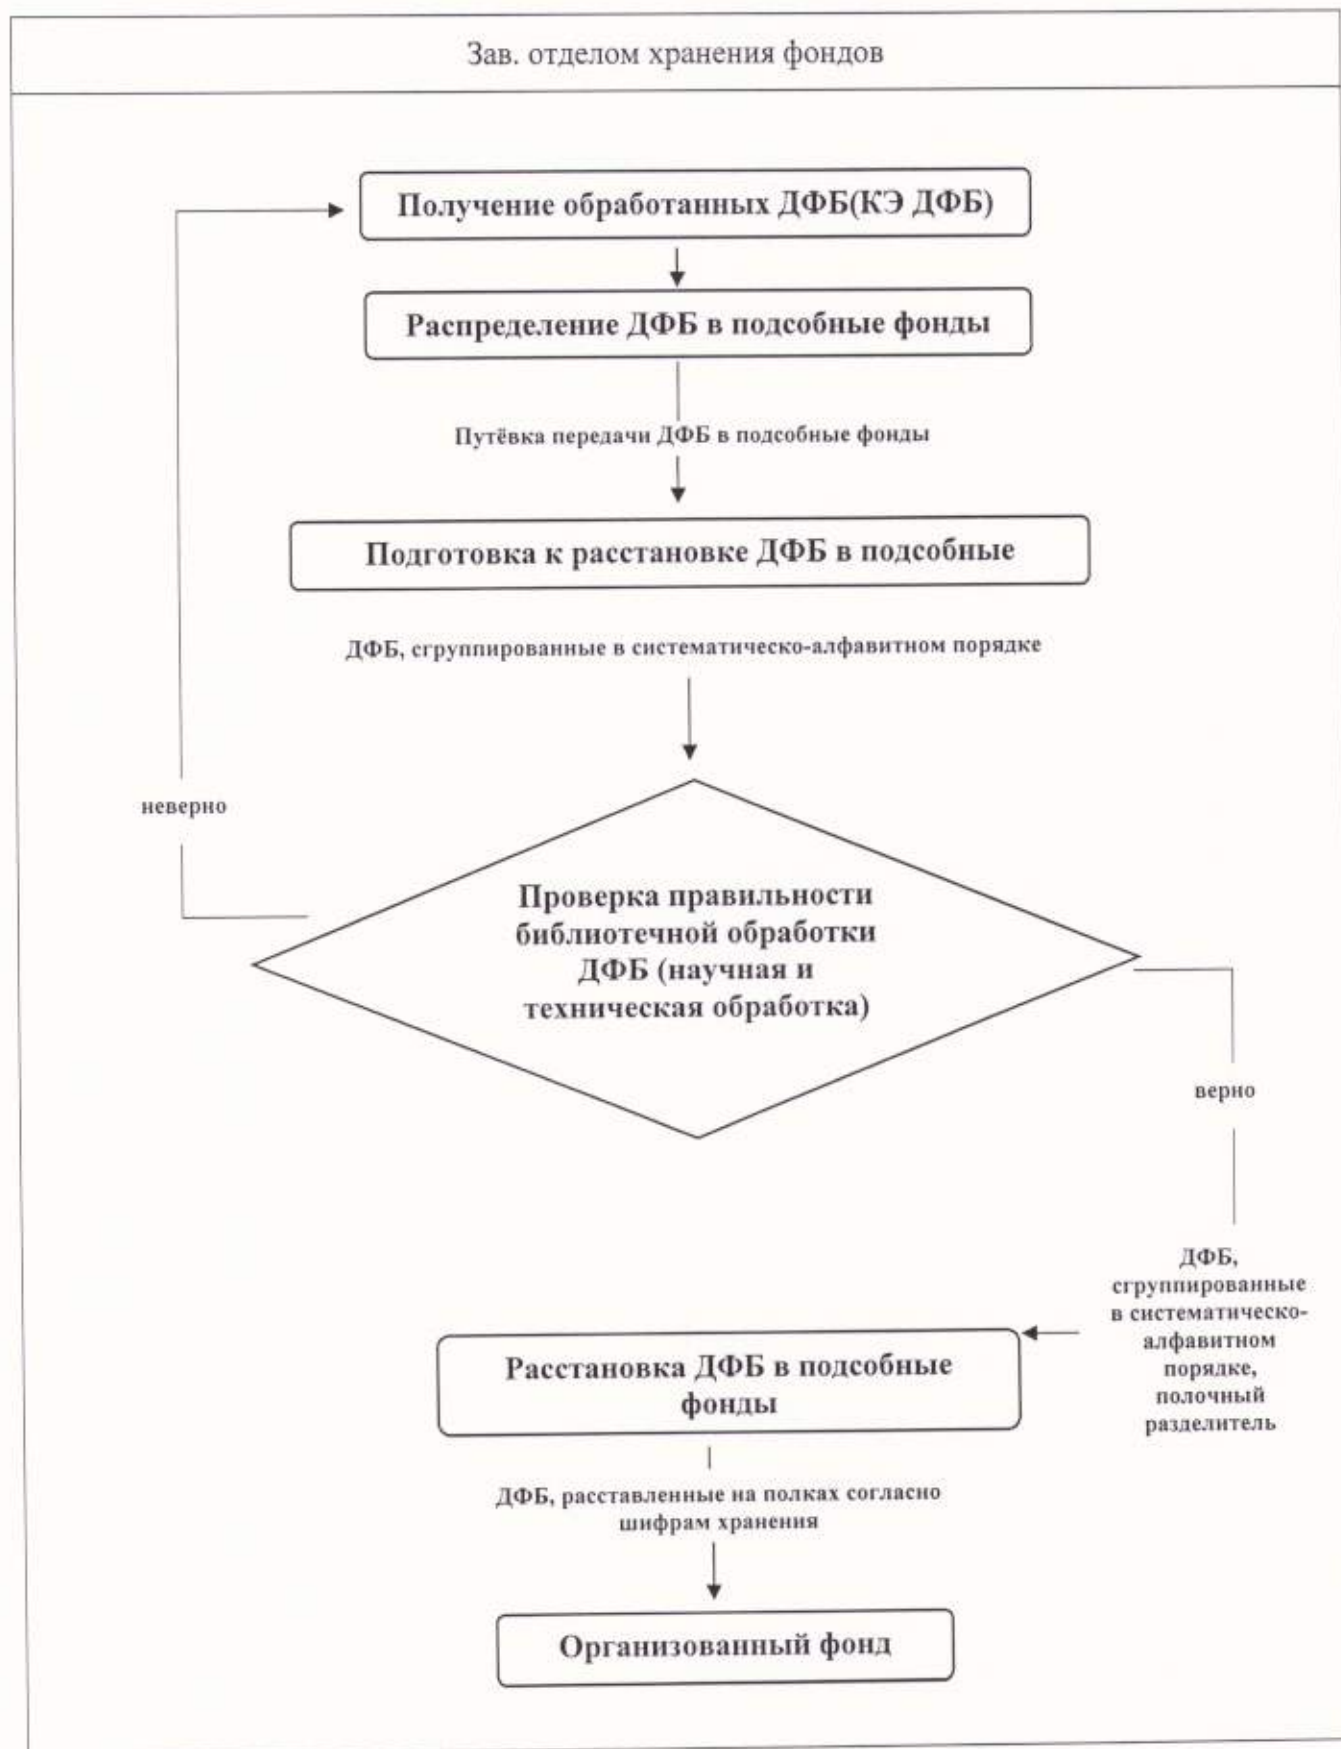 Зав. отделом хранения фондов
Получение обработанных ДФБ(КЭ ДФБ)
Распределение ДФБ в подсобные фонды
Путёвка передачи ДФБ в подсобные фонды
Подготовка к расстановке ДФБ в подсобные
ДФБ, сгруппированные в систематическо-алфавитном порядке
неверно
Проверка правильности
библиотечной обработки
ДФБ (научная и
техническая обработка)
верно
ДФБ,
сгруппированные
в систематическо-
алфавитном
порядке,
полочный
разделитель
Расстановка ДФБ в подсобные
фонды
ДФБ, расставленные на полках согласно
шифрам хранения
Организованный фонд